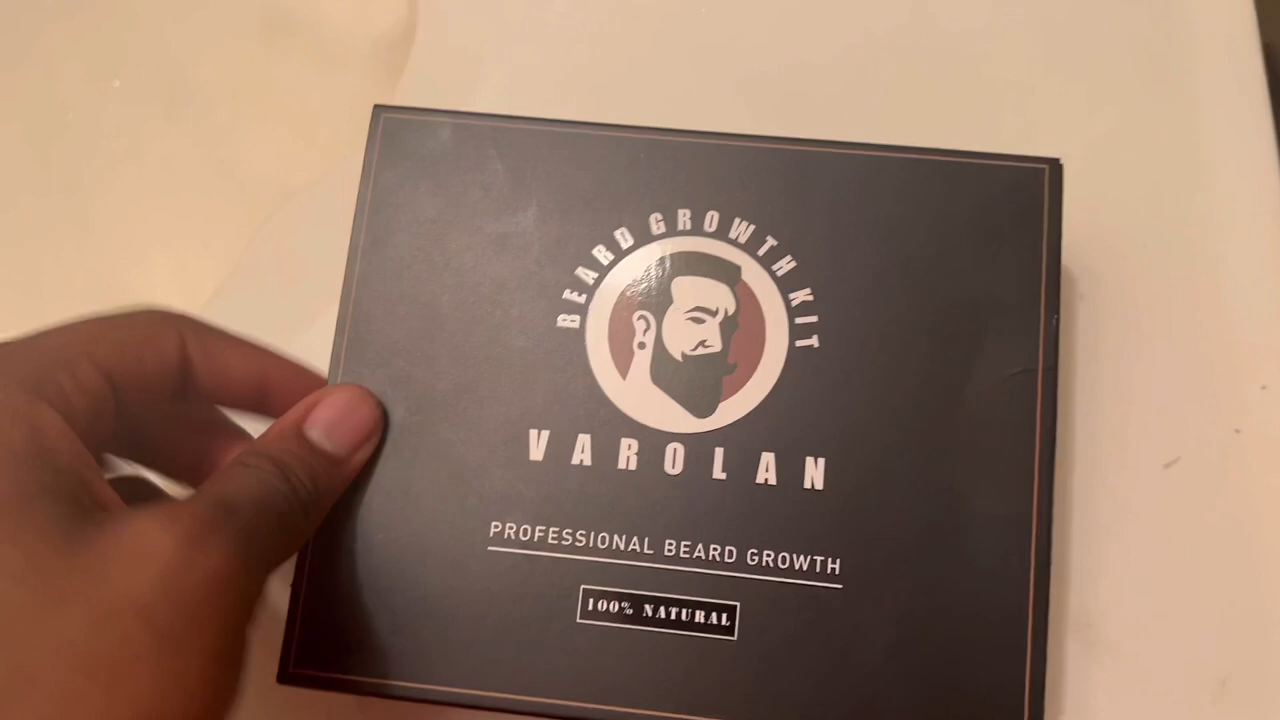 BEARD GROWTH KIT
VAROLAN
PROFESSIONAL BEARD GROWTH
100% NATURAL